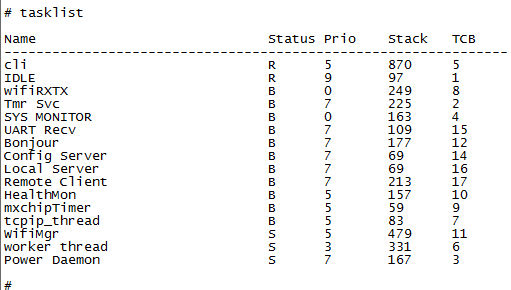 # tasklist
Name Status Prio Stack TCB
----------------------------------------------------------------
cli R 5 870 5
IDLE R 9 97 1
wifiRXTX B 0 249 8
Tmr Svc B 7 225 2
SYS MONITOR B 0 163 4
UART Recv B 7 109 15
Bonjour B 7 177 12
Config Server B 7 69 14
Local Server B 7 69 16
Remote Client B 7 213 17
HealthMon B 5 157 10
mxchipTimer B 5 59 9
tcpip_thread B 5 83 7
WifiMgr S 5 479 11
worker thread S 3 331 6
Power Daemon S 7 167 3
#